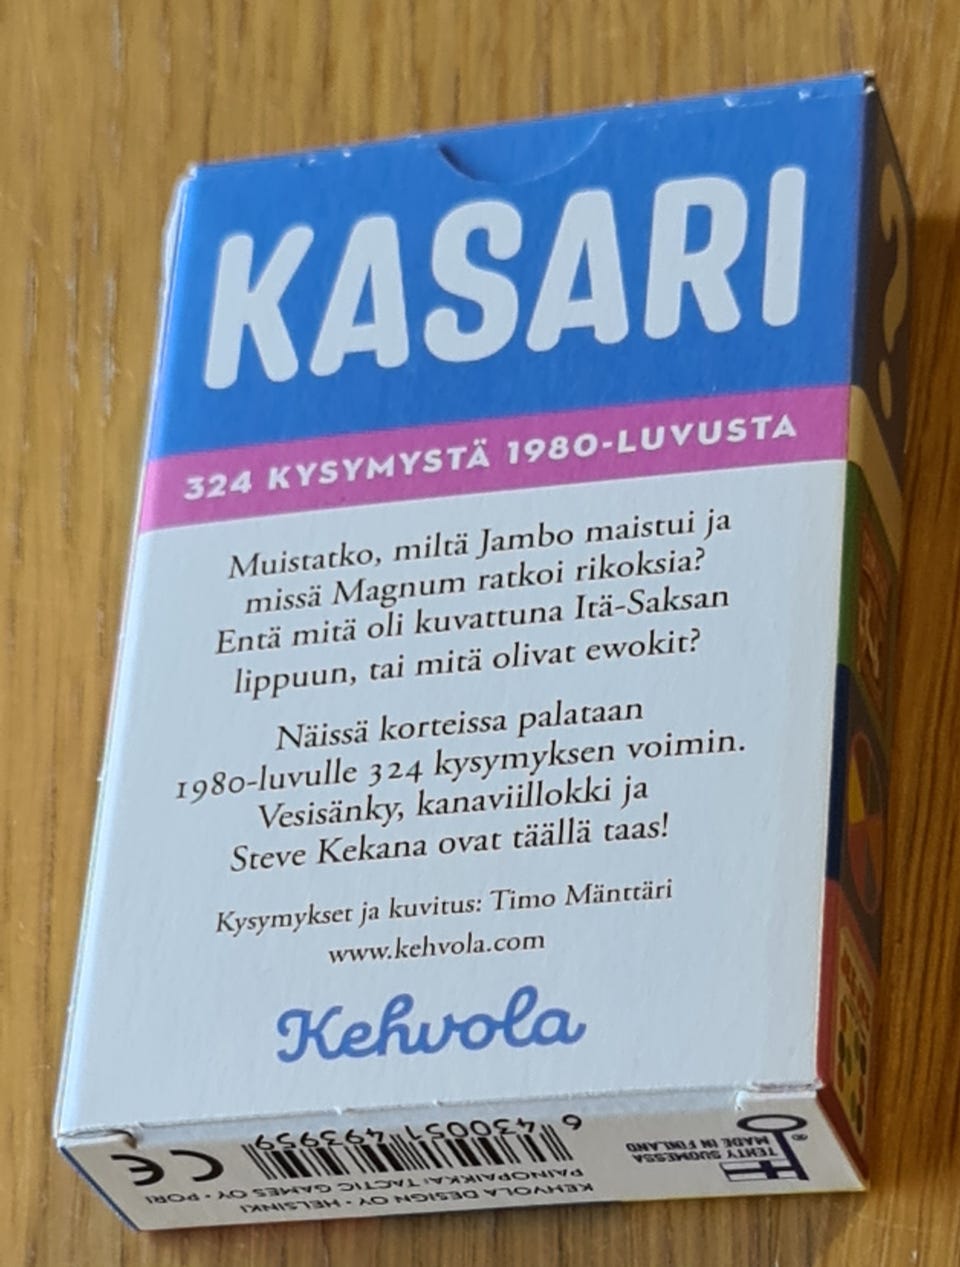 KASARI
324 KYSYMYSTÄ 1980-LUVUSTA
Muistatko, miltä Jambo maistui ja
missä Magnum ratkoi rikoksia?
Entä mitä oli kuvattuna Itä-Saksan
lippuun, tai mitä olivat ewokit?
Näissä korteissa palataan
1980-luvulle 324 kysymyksen voimin.
Vesisänky, kanaviillokki ja
Steve Kekana ovat täällä taas!
Kysymykset ja kuvitus: Timo Mänttäri
www.kehvola.com
Kehvola
KEHVOLA DESIGN OY • HELSINKI
PAINOPAIKKA: TACTIC GAMES OY • PORI
6 430051 493959
CE
TEHTY SUOMESSA
MADE IN FINLAND
®
?